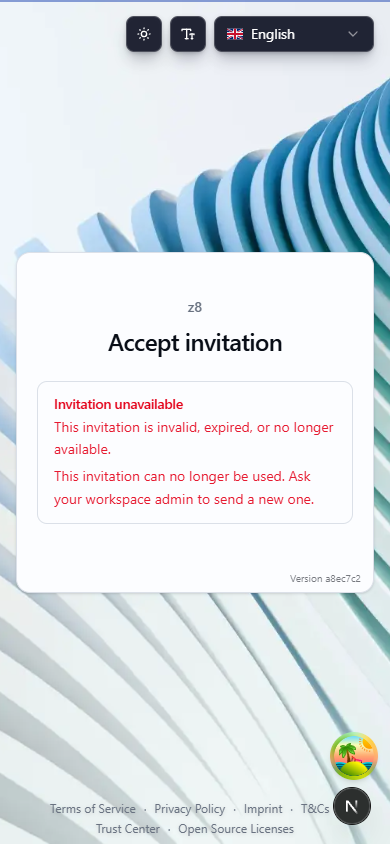 English
z8
Accept invitation
Invitation unavailable
This invitation is invalid, expired, or no longer
available.
This invitation can no longer be used. Ask
your workspace admin to send a new one.
Version a8ec7c2
Terms of Service · Privacy Policy · Imprint · T&Cs
N
Trust Center · Open Source Licenses